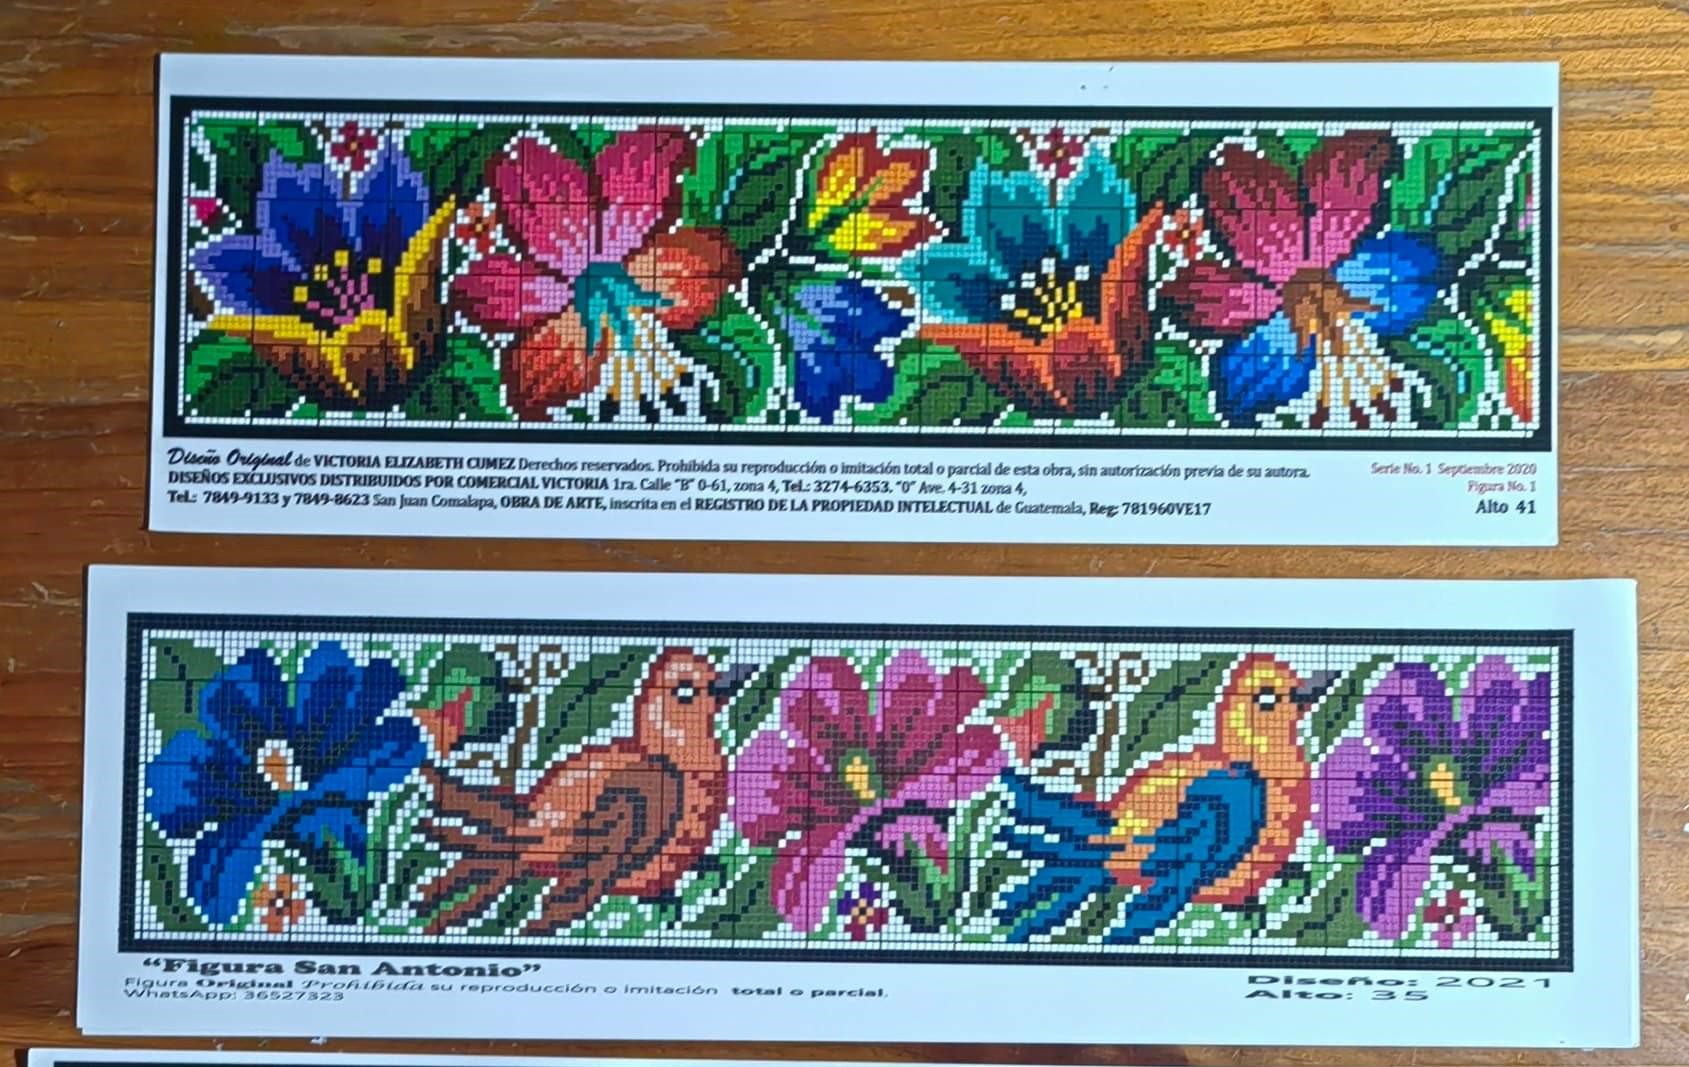 Diseño Original de VICTORIA ELIZABETH CUMEZ Derechos reservados. Prohibida su reproducción o imitación total o parcial de esta obra, sin autorización previa de su autora.
DISEÑOS EXCLUSIVOS DISTRIBUIDOS POR COMERCIAL VICTORIA 1ra. Calle "B" 0-61, zona 4, Tel.: 3274-6353. "0" Ave. 4-31 zona 4,
Tel.: 7849-9133 y 7849-8623 San Juan Comalapa, OBRA DE ARTE, inscrita en el REGISTRO DE LA PROPIEDAD INTELECTUAL de Guatemala, Reg: 781960VE17
Serie No. 1 Septiembre 2020
Figura No. 1
Alto 41
“Figura San Antonio”
Figura Original Prohibida su reproducción o imitación total o parcial.
WhatsApp: 36527323
Diseño: 2021
Alto: 35